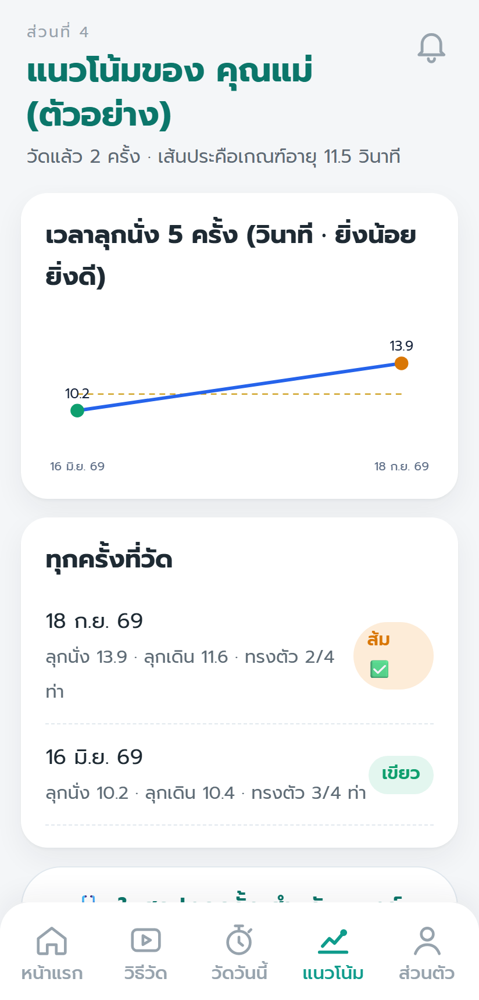 ส่วนที่ 4
แนวโน้มของ คุณแม่
(ตัวอย่าง)
วัดแล้ว 2 ครั้ง · เส้นประคือเกณฑ์อายุ 11.5 วินาที
เวลาลุกนั่ง 5 ครั้ง (วินาที · ยิ่งน้อย
ยิ่งดี)
13.9
10.2
16 มิ.ย. 69
18 ก.ย. 69
ทุกครั้งที่วัด
18 ก.ย. 69
ลุกนั่ง 13.9 · ลุกเดิน 11.6 · ทรงตัว 2/4
ท่า
ส้ม
✅
16 มิ.ย. 69
ลุกนั่ง 10.2 · ลุกเดิน 10.4 · ทรงตัว 3/4 ท่า
เขียว
หน้าแรก
วิธีวัด
วัดวันนี้
แนวโน้ม
ส่วนตัว